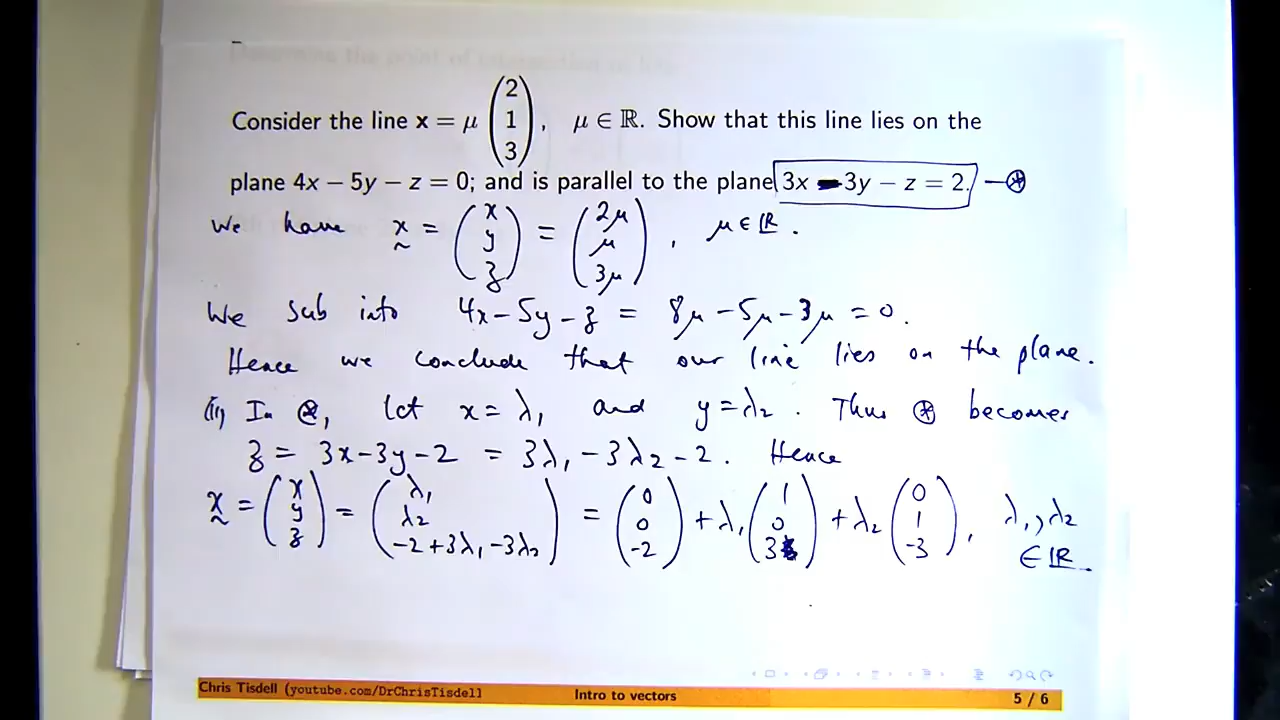 Consider the line x = μ (2 1 3), μ ∈ ℝ. Show that this line lies on the
plane 4x − 5y − z = 0; and is parallel to the plane 3x − 3y − z = 2. — ⊛
We have x = (x y z) = (2μ μ 3μ), μ ∈ ℝ.
We sub into 4x − 5y − z = 8μ − 5μ − 3μ = 0.
Hence we conclude that our line lies on the plane.
(ii) In ⊛, let x = λ₁ and y = λ₂. Thus ⊛ becomes
z = 3x − 3y − 2 = 3λ₁ − 3λ₂ − 2. Hence
x = (x y z) = (λ₁ λ₂ −2+3λ₁−3λ₂) = (0 0 −2) + λ₁ (1 0 3) + λ₂ (0 1 −3), λ₁, λ₂ ∈ ℝ.
Chris Tisdell (youtube.com/DrChrisTisdell) Intro to vectors 5 / 6